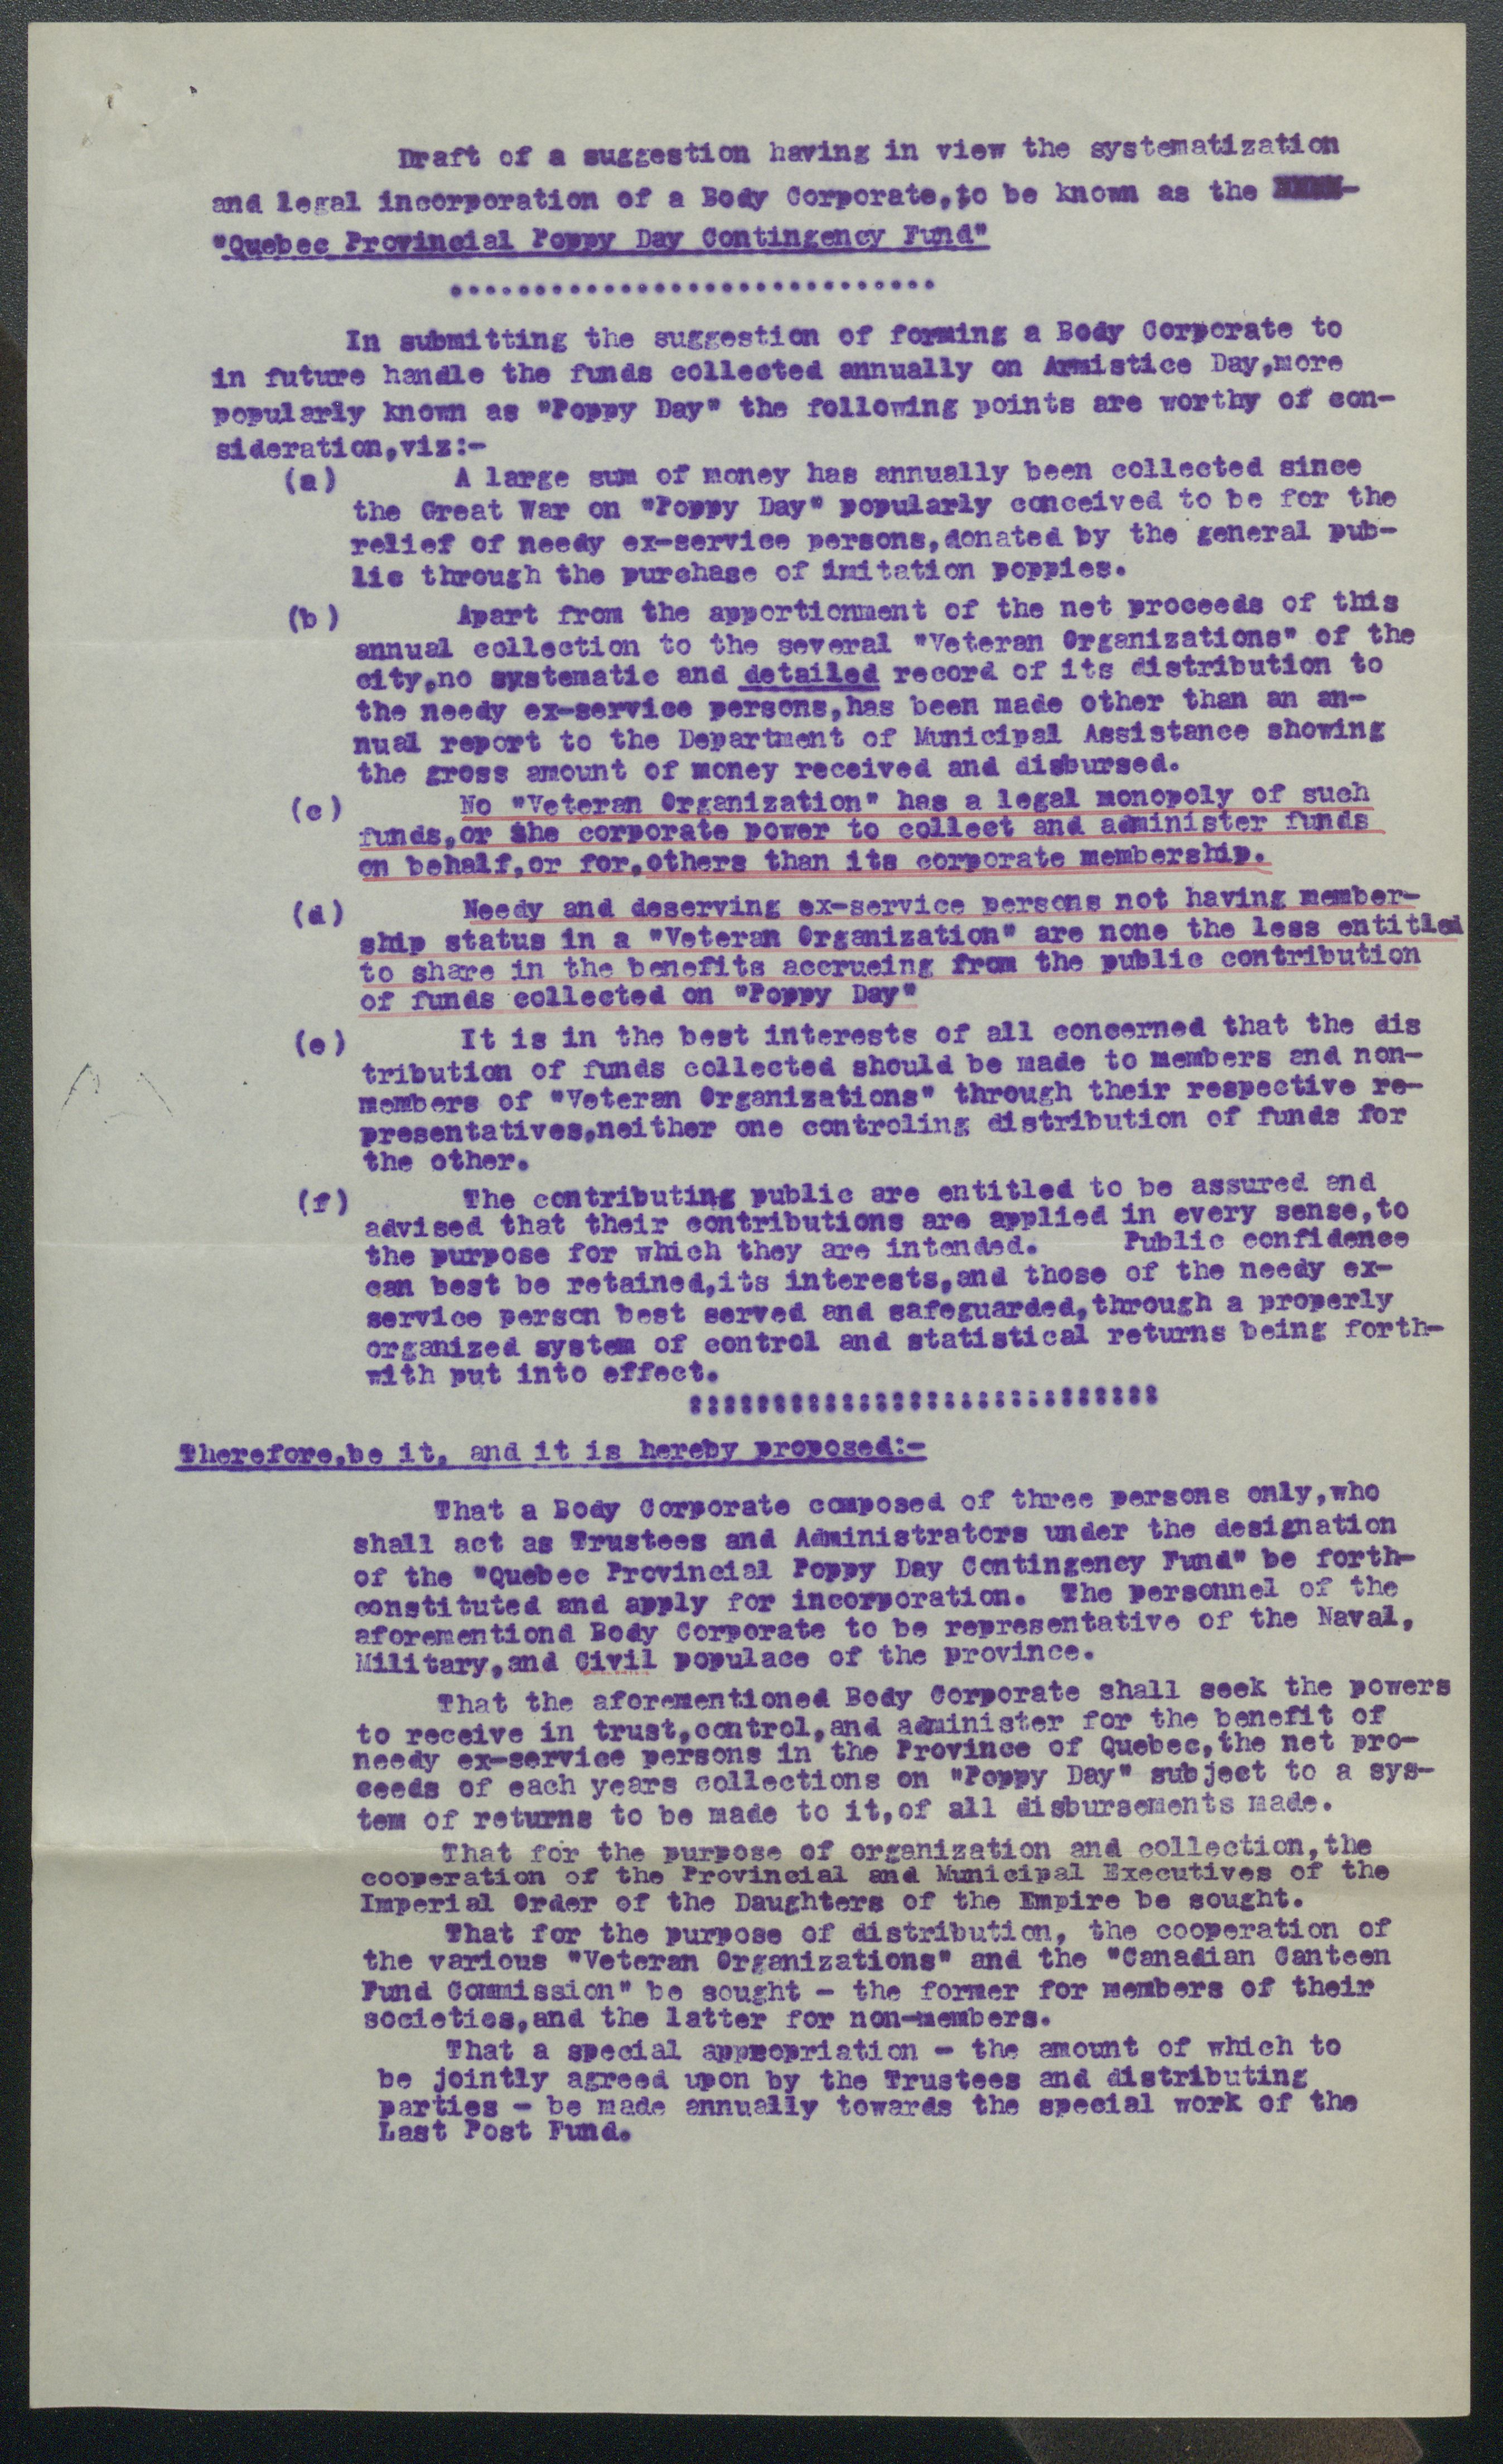 Draft of a suggestion having in view the systematization
and legal incorporation of a Body Corporate,to be known as the
"Quebec Provincial Poppy Day Contingency Fund"
..............................
In submitting the suggestion of forming a Body Corporate to
in future handle the funds collected annually on Armistice Day,more
popularly known as "Poppy Day" the following points are worthy of con-
sideration,viz:-
(a) A large sum of money has annually been collected since
the Great War on "Poppy Day" popularly conceived to be for the
relief of needy ex-service persons,donated by the general pub-
lic through the purchase of imitation poppies.
(b) Apart from the apportionment of the net proceeds of this
annual collection to the several "Veteran Organizations" of the
city,no systematic and detailed record of its distribution to
the needy ex-service persons,has been made other than an an-
nual report to the Department of Municipal Assistance showing
the gross amount of money received and disbursed.
(c) No "Veteran Organization" has a legal monopoly of such
funds,or the corporate power to collect and administer funds
on behalf,or for,others than its corporate membership.
(d) Needy and deserving ex-service persons not having member-
ship status in a "Veteran Organization" are none the less entitled
to share in the benefits accrueing from the public contribution
of funds collected on "Poppy Day"
(e) It is in the best interests of all concerned that the dis
tribution of funds collected should be made to members and non-
members of "Veteran Organizations" through their respective re-
presentatives,neither one controling distribution of funds for
the other.
(f) The contributing public are entitled to be assured and
advised that their contributions are applied in every sense,to
the purpose for which they are intended. Public confidence
can best be retained,its interests,and those of the needy ex-
service person best served and safeguarded,through a properly
organized system of control and statistical returns being forth-
with put into effect.
::::::::::::::::::::::::::::::
Therefore,be it, and it is hereby proposed:-
That a Body Corporate composed of three persons only,who
shall act as Trustees and Administrators under the designation
of the "Quebec Provincial Poppy Day Contingency Fund" be forth-
constituted and apply for incorporation. The personnel of the
aforementiond Body Corporate to be representative of the Naval,
Military,and Civil populace of the province.
That the aforementioned Body Corporate shall seek the powers
to receive in trust,control,and administer for the benefit of
needy ex-service persons in the Province of Quebec,the net pro-
ceeds of each years collections on "Poppy Day" subject to a sys-
tem of returns to be made to it,of all disbursements made.
That for the purpose of organization and collection,the
cooperation of the Provincial and Municipal Executives of the
Imperial Order of the Daughters of the Empire be sought.
That for the purpose of distribution, the cooperation of
the various "Veteran Organizations" and the "Canadian Canteen
Fund Commission" be sought - the former for members of their
societies,and the latter for non-members.
That a special appropriation - the amount of which to
be jointly agreed upon by the Trustees and distributing
parties - be made annually towards the special work of the
Last Post Fund.